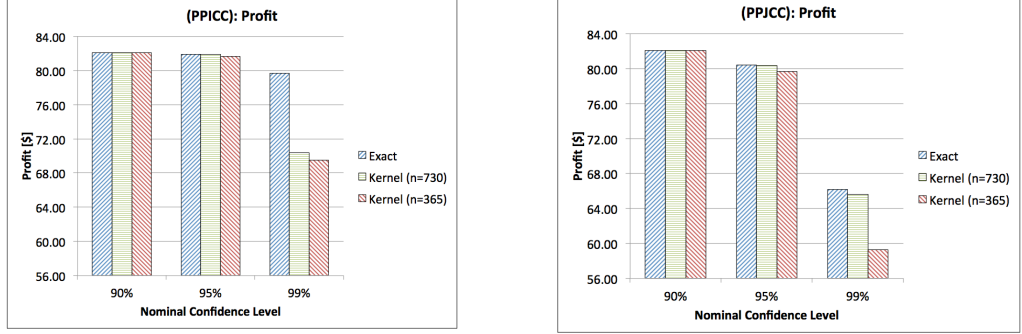 (PPICC): Profit
84.00
80.00
76.00
72.00
68.00
64.00
60.00
56.00
Profit [$]
90%
95%
99%
Nominal Confidence Level
Exact
Kernel (n=730)
Kernel (n=365)
(PPJCC): Profit
84.00
80.00
76.00
72.00
68.00
64.00
60.00
56.00
Profit [$]
90%
95%
99%
Nominal Confidence Level
Exact
Kernel (n=730)
Kernel (n=365)